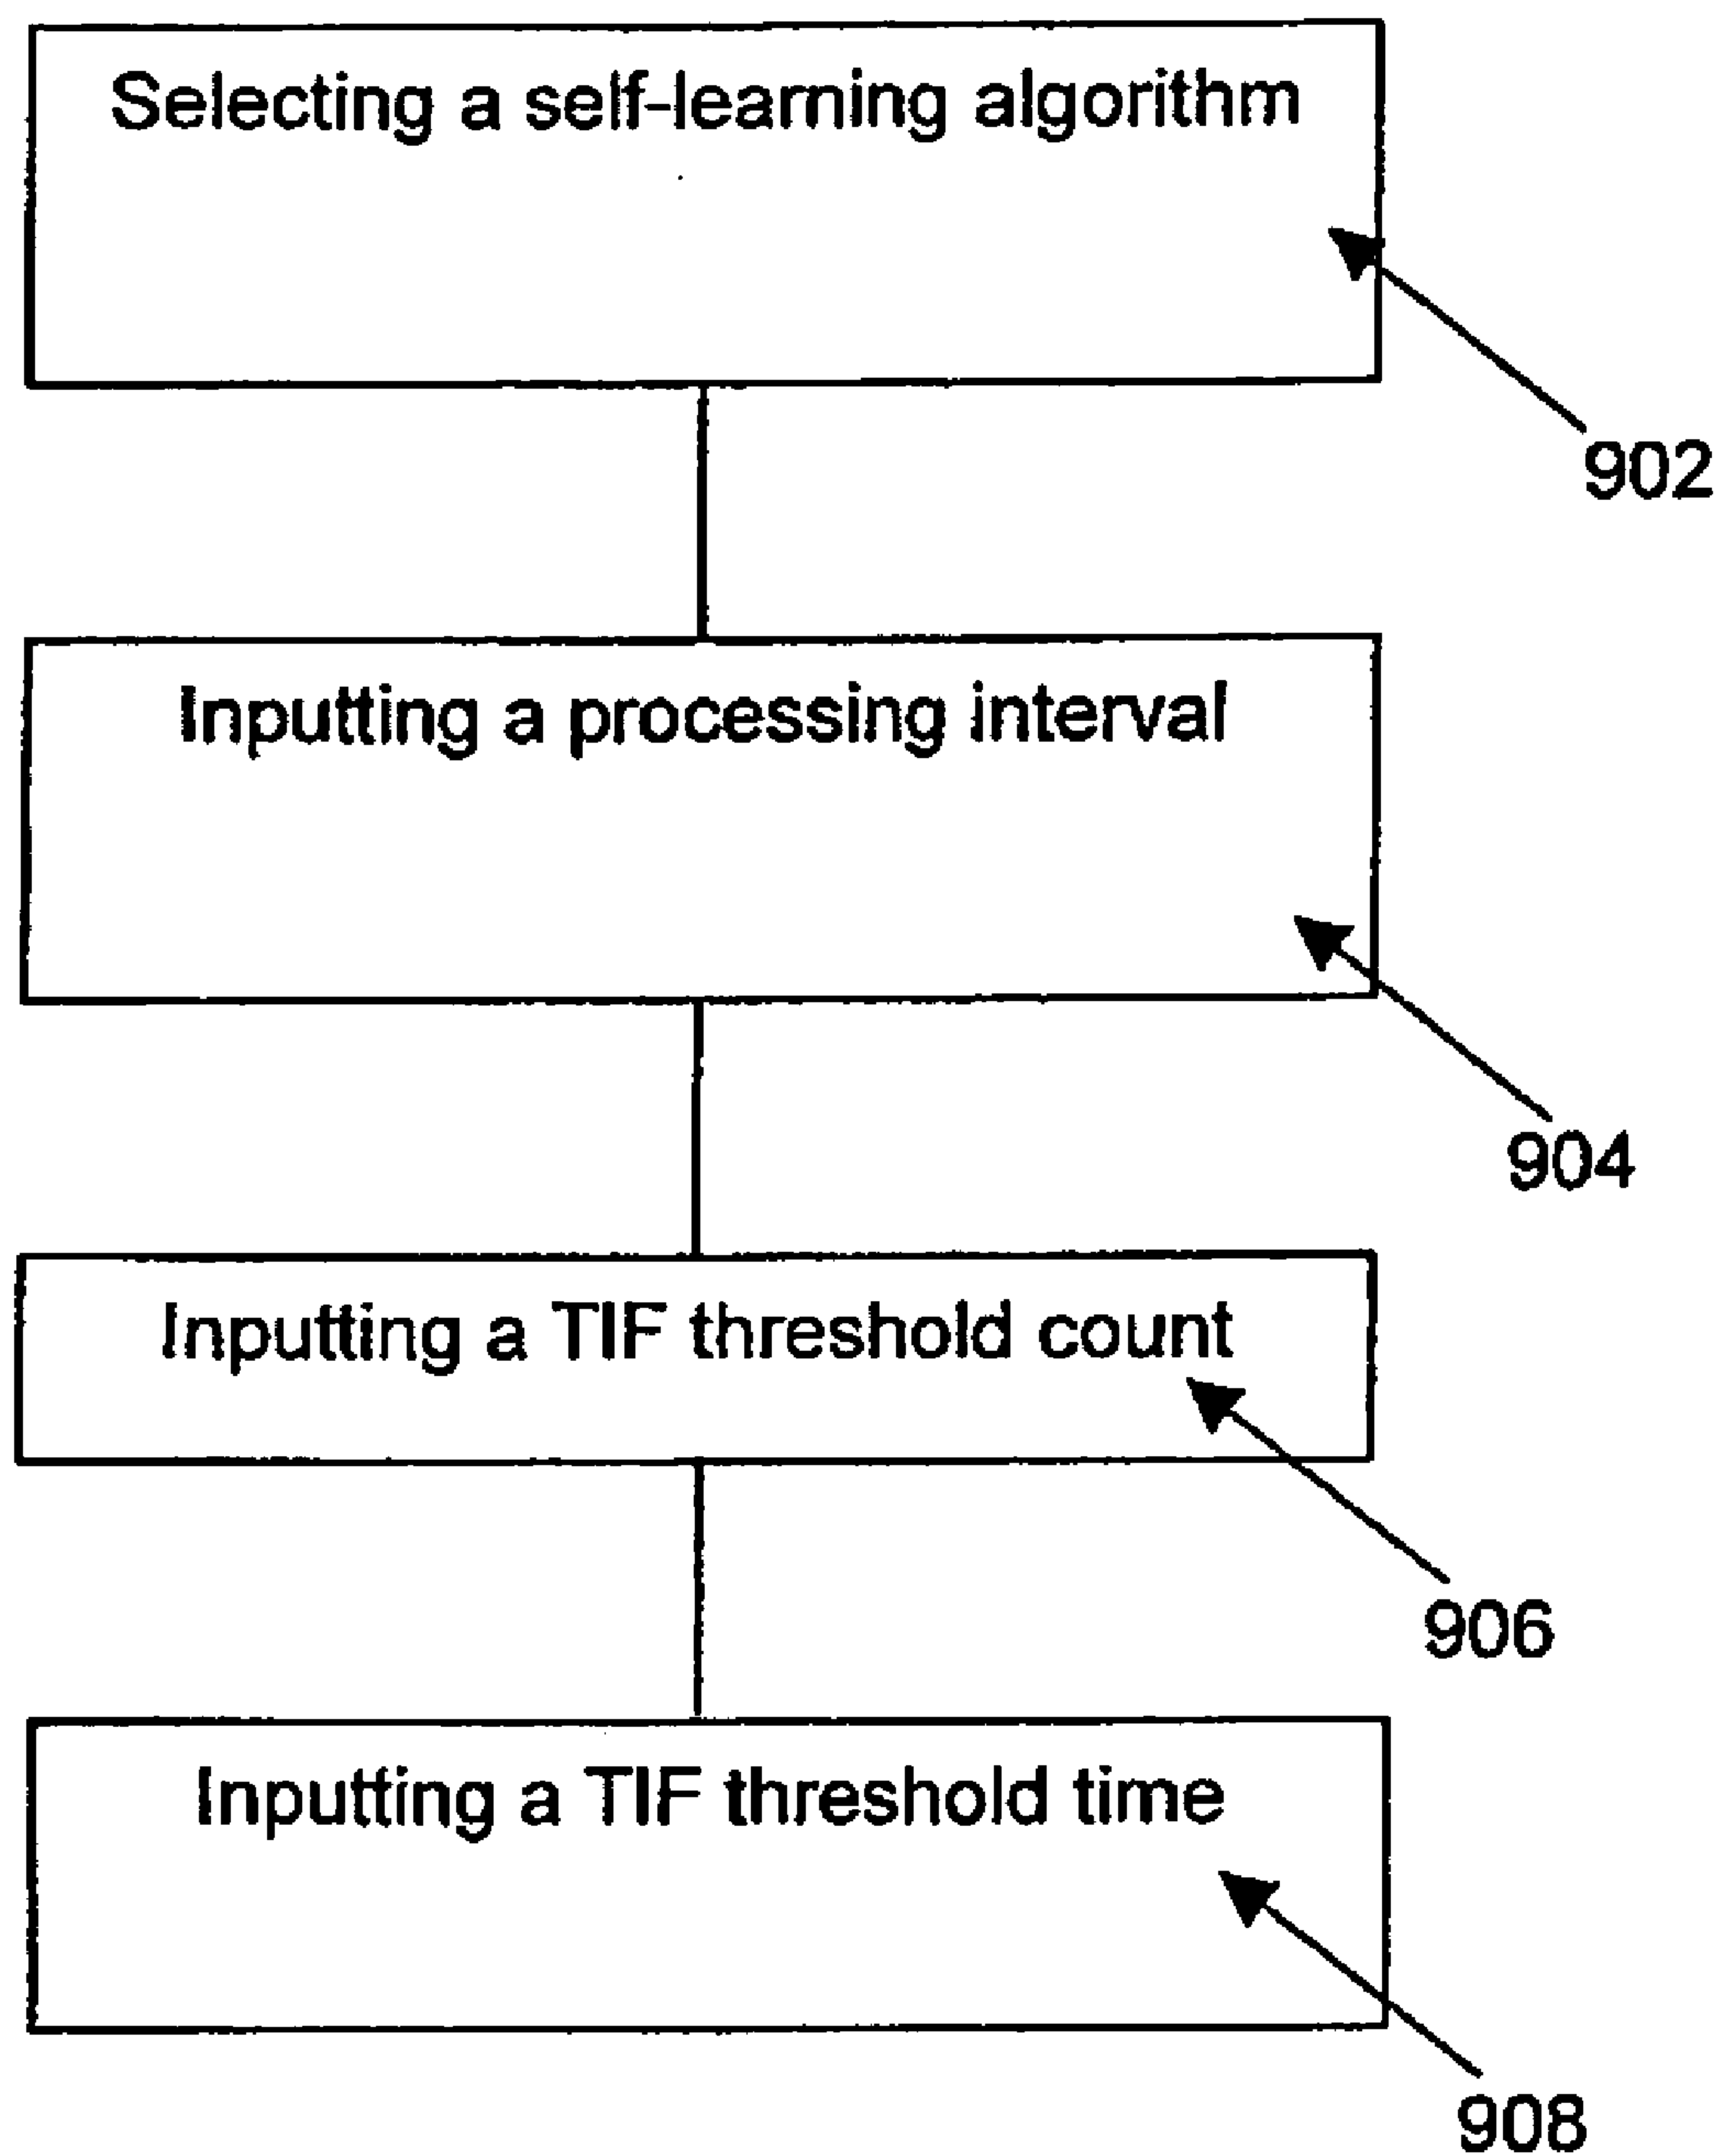 Selecting a self-learning algorithm
902
Inputting a processing interval
904
Inputting a TIF threshold count
906
Inputting a TIF threshold time
908